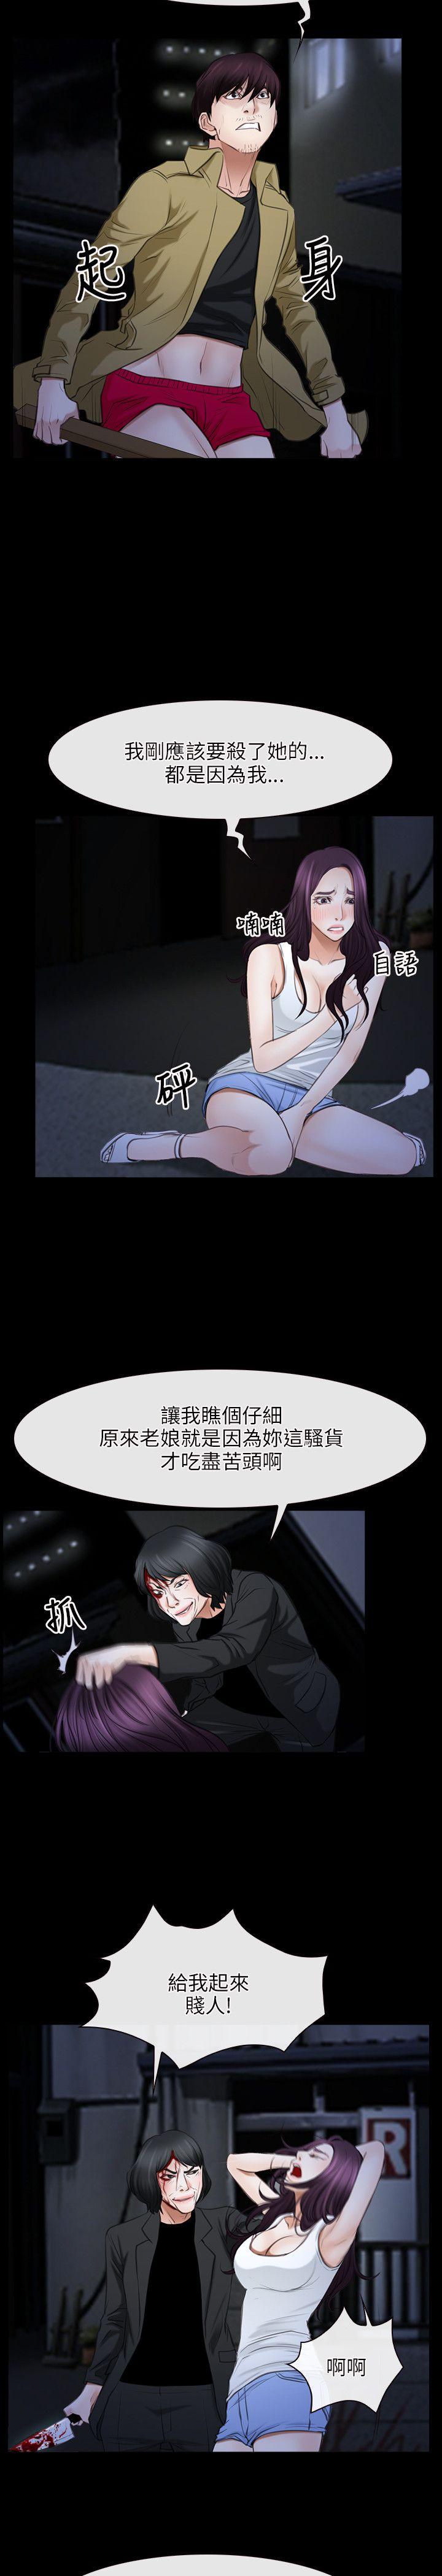 起身
我剛應該要殺了她的...
都是因為我...
喃喃
自語
砰
讓我瞧個仔細
原來老娘就是因為妳這騷貨
才吃盡苦頭啊
抓
給我起來
賤人!
R
啊啊